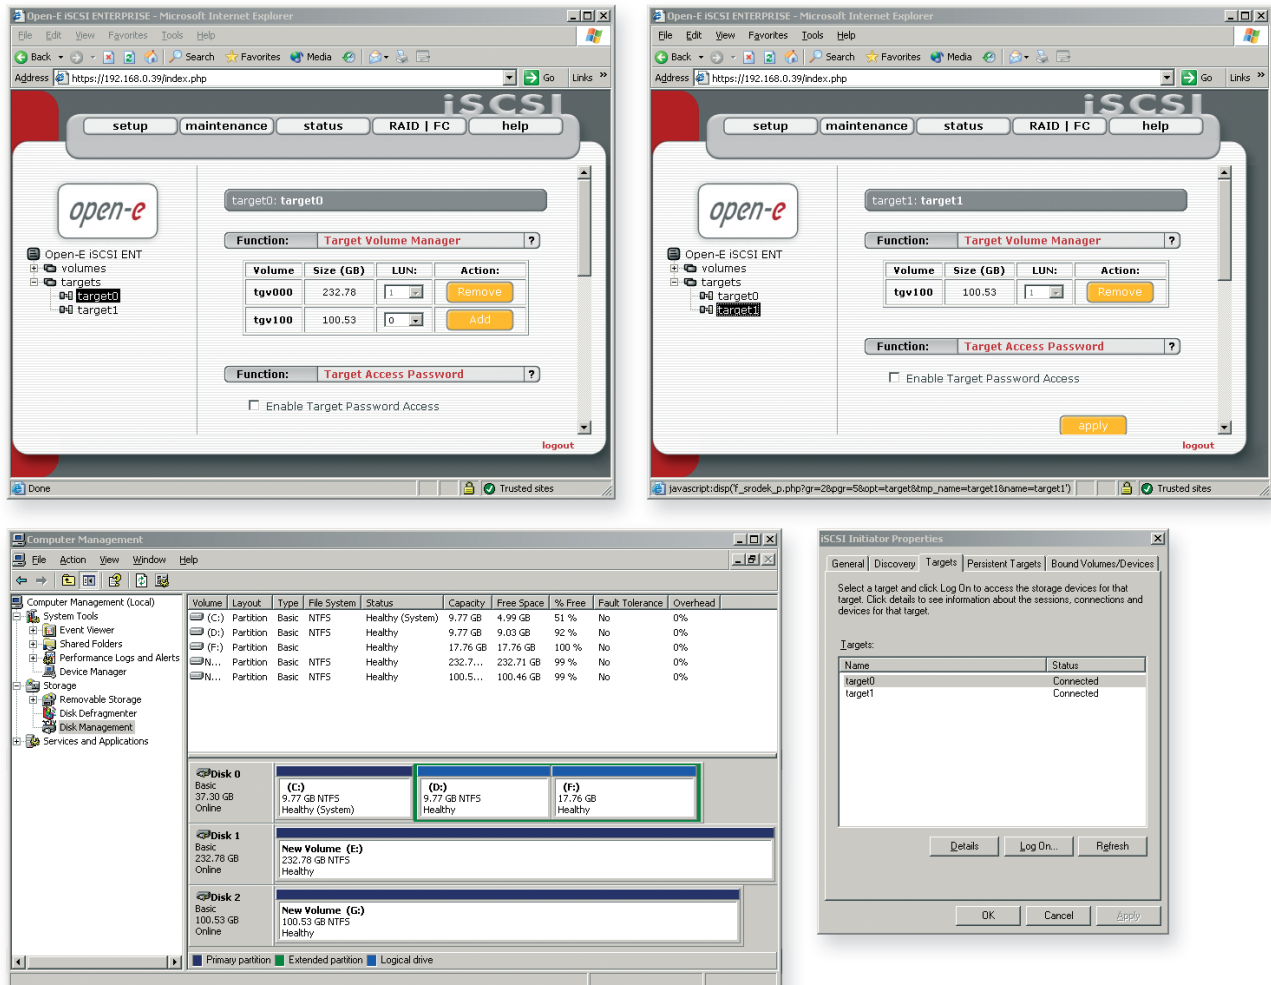 Open-E iSCSI ENTERPRISE - Microsoft Internet Explorer
File Edit View Favorites Tools Help
Back Search Favorites Media
Address https://192.168.0.39/index.php Go Links »
iSCSI
setup maintenance status RAID | FC help
open-e
Open-E iSCSI ENT
volumes
targets
target0
target1
target0: target0
Function: Target Volume Manager ?
Volume Size (GB) LUN: Action:
tgv000 232.78 1 Remove
tgv100 100.53 0 Add
Function: Target Access Password ?
Enable Target Password Access
logout
Done Trusted sites
Open-E iSCSI ENTERPRISE - Microsoft Internet Explorer
File Edit View Favorites Tools Help
Back Search Favorites Media
Address https://192.168.0.39/index.php Go Links »
iSCSI
setup maintenance status RAID | FC help
open-e
Open-E iSCSI ENT
volumes
targets
target0
target1
target1: target1
Function: Target Volume Manager ?
Volume Size (GB) LUN: Action:
tgv100 100.53 1 Remove
Function: Target Access Password ?
Enable Target Password Access
apply
logout
javascript:disp('f_srodek_p.php?gr=2&pgr=5&opt=target&tmp_name=target1&name=target1') Trusted sites
Computer Management
File Action View Window Help
Computer Management (Local)
System Tools
Event Viewer
Shared Folders
Performance Logs and Alerts
Device Manager
Storage
Removable Storage
Disk Defragmenter
Disk Management
Services and Applications
Volume Layout Type File System Status Capacity Free Space % Free Fault Tolerance Overhead
(C:) Partition Basic NTFS Healthy (System) 9.77 GB 4.99 GB 51 % No 0%
(D:) Partition Basic NTFS Healthy 9.77 GB 9.03 GB 92 % No 0%
(F:) Partition Basic Healthy 17.76 GB 17.76 GB 100 % No 0%
N... Partition Basic NTFS Healthy 232.7... 232.71 GB 99 % No 0%
N... Partition Basic NTFS Healthy 100.5... 100.46 GB 99 % No 0%
Disk 0
Basic
37.30 GB
Online
(C:)
9.77 GB NTFS
Healthy (System)
(D:)
9.77 GB NTFS
Healthy
(F:)
17.76 GB
Healthy
Disk 1
Basic
232.78 GB
Online
New Volume (E:)
232.78 GB NTFS
Healthy
Disk 2
Basic
100.53 GB
Online
New Volume (G:)
100.53 GB NTFS
Healthy
Primary partition Extended partition Logical drive
iSCSI Initiator Properties
General Discovery Targets Persistent Targets Bound Volumes/Devices
Select a target and click Log On to access the storage devices for that
target. Click details to see information about the sessions, connections and
devices for that target.
Targets:
Name Status
target0 Connected
target1 Connected
Details Log On... Refresh
OK Cancel Apply